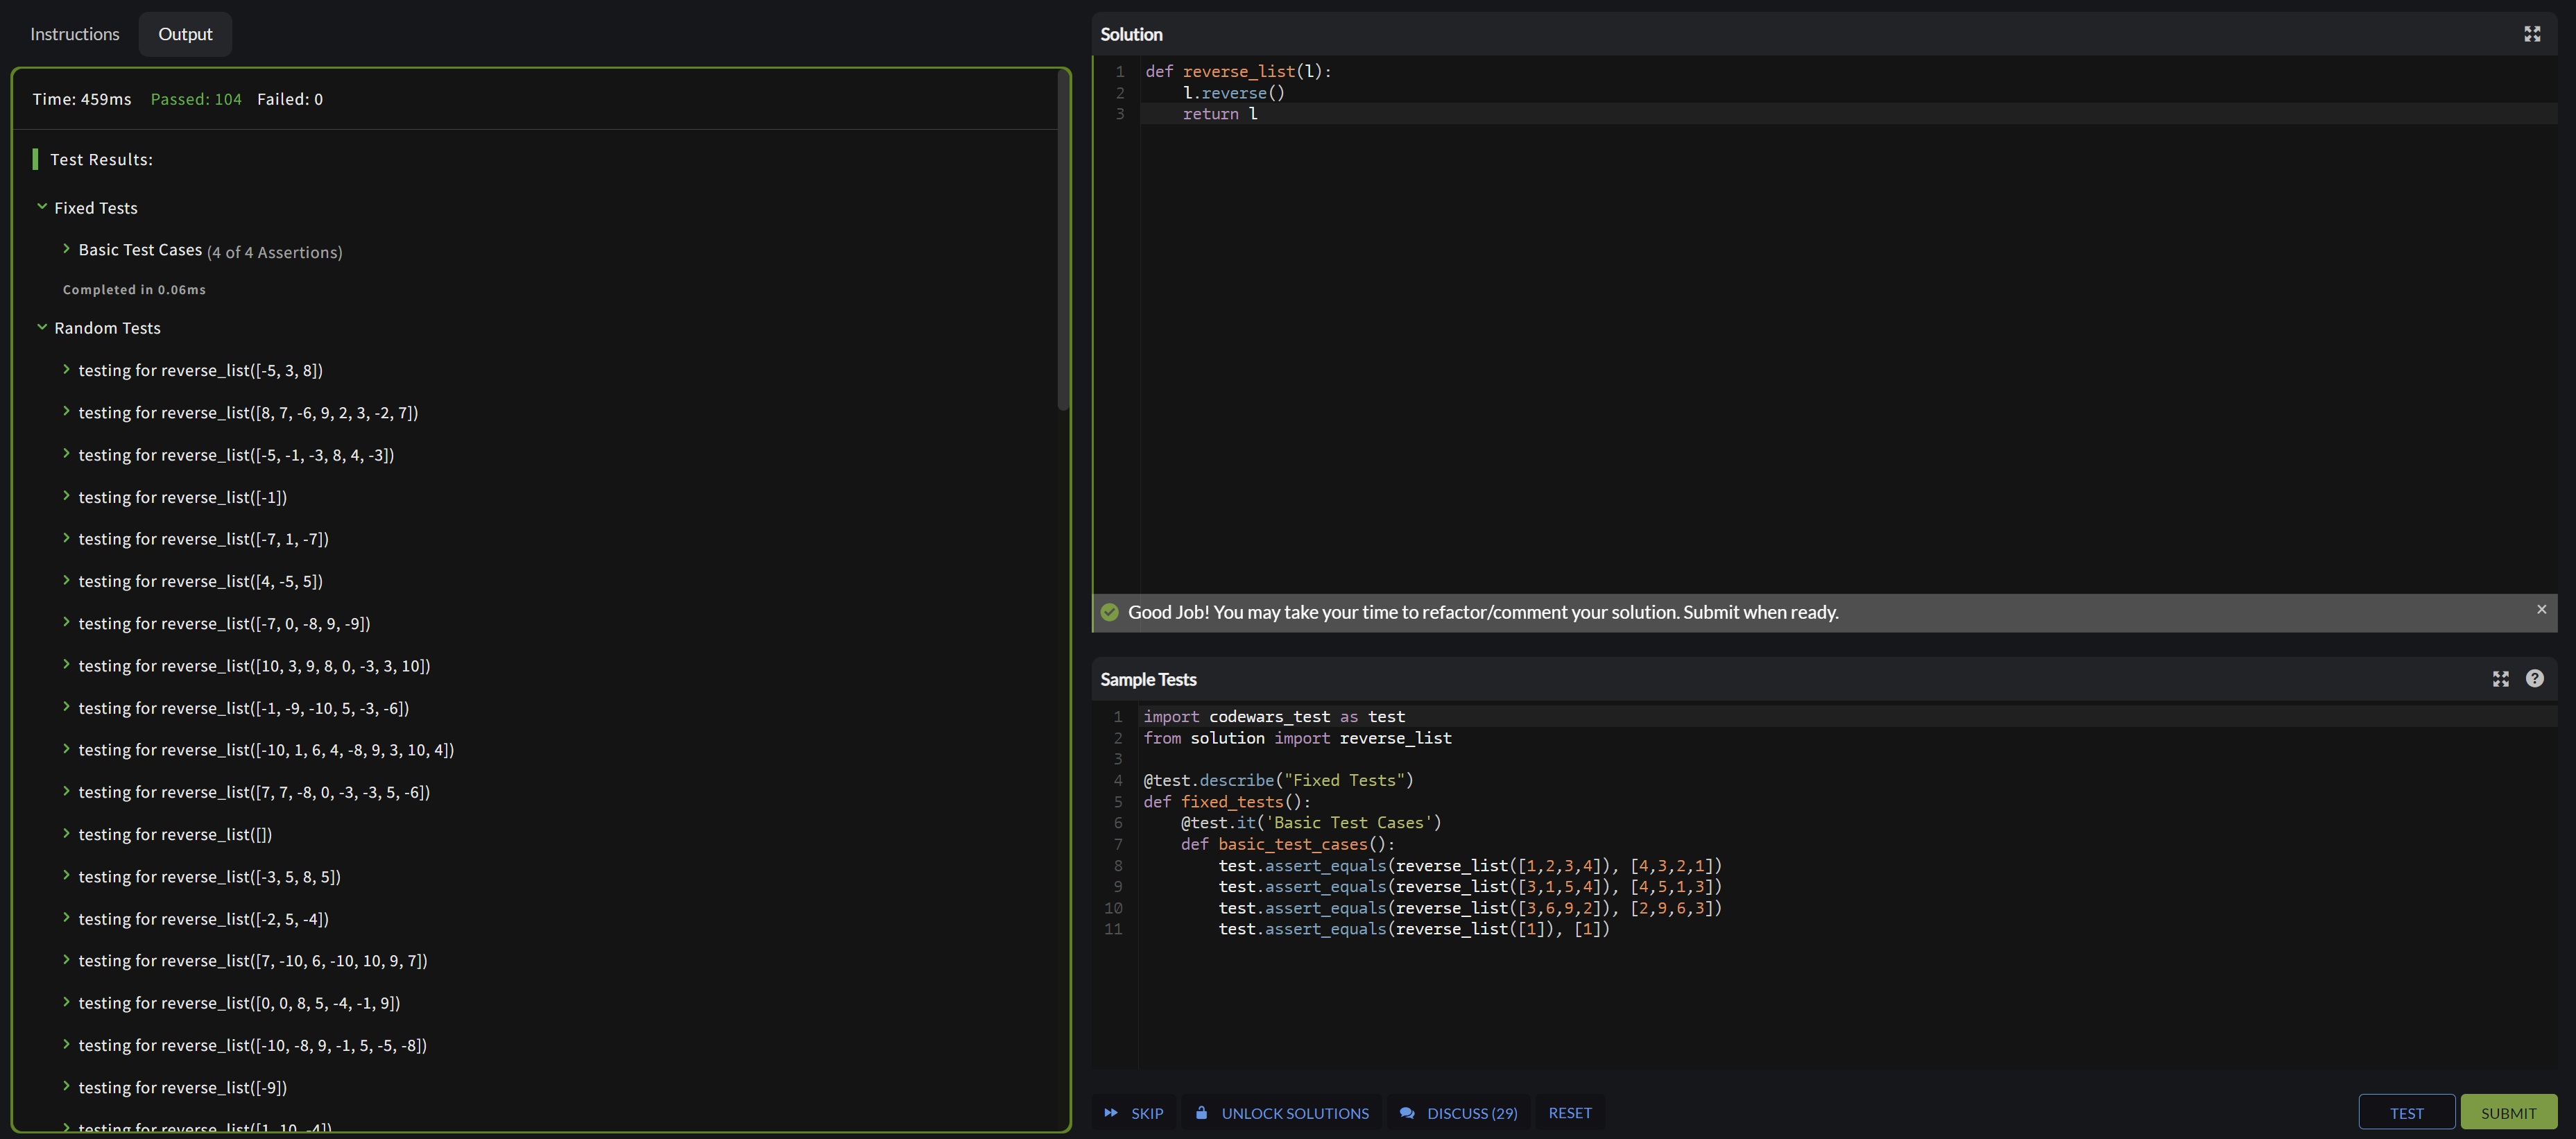 Instructions
Output
Time: 459ms Passed: 104 Failed: 0
Test Results:
Fixed Tests
Basic Test Cases (4 of 4 Assertions)
Completed in 0.06ms
Random Tests
testing for reverse_list([-5, 3, 8])
testing for reverse_list([8, 7, -6, 9, 2, 3, -2, 7])
testing for reverse_list([-5, -1, -3, 8, 4, -3])
testing for reverse_list([-1])
testing for reverse_list([-7, 1, -7])
testing for reverse_list([4, -5, 5])
testing for reverse_list([-7, 0, -8, 9, -9])
testing for reverse_list([10, 3, 9, 8, 0, -3, 3, 10])
testing for reverse_list([-1, -9, -10, 5, -3, -6])
testing for reverse_list([-10, 1, 6, 4, -8, 9, 3, 10, 4])
testing for reverse_list([7, 7, -8, 0, -3, -3, 5, -6])
testing for reverse_list([])
testing for reverse_list([-3, 5, 8, 5])
testing for reverse_list([-2, 5, -4])
testing for reverse_list([7, -10, 6, -10, 10, 9, 7])
testing for reverse_list([0, 0, 8, 5, -4, -1, 9])
testing for reverse_list([-10, -8, 9, -1, 5, -5, -8])
testing for reverse_list([-9])
testing for reverse_list([1, 10, -4])
Solution
1 def reverse_list(l):
2 l.reverse()
3 return l
Good Job! You may take your time to refactor/comment your solution. Submit when ready.
×
Sample Tests
?
1 import codewars_test as test
2 from solution import reverse_list
3
4 @test.describe("Fixed Tests")
5 def fixed_tests():
6 @test.it('Basic Test Cases')
7 def basic_test_cases():
8 test.assert_equals(reverse_list([1,2,3,4]), [4,3,2,1])
9 test.assert_equals(reverse_list([3,1,5,4]), [4,5,1,3])
10 test.assert_equals(reverse_list([3,6,9,2]), [2,9,6,3])
11 test.assert_equals(reverse_list([1]), [1])
SKIP
UNLOCK SOLUTIONS
DISCUSS (29)
RESET
TEST
SUBMIT